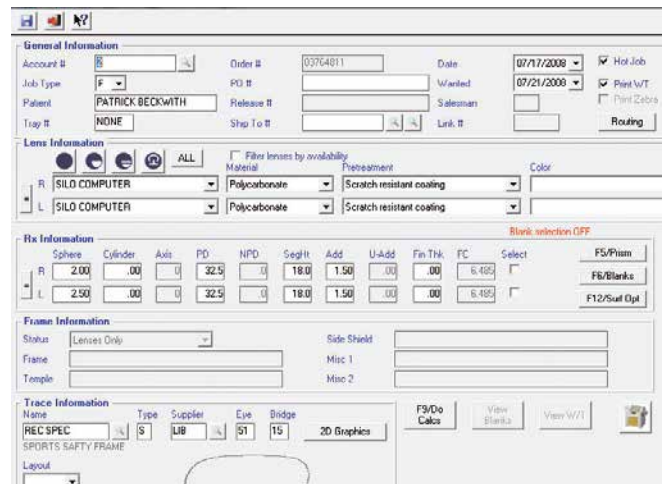 General Information
Account # 6 Order # 03764811 Date 07/17/2008 Hot Job
Job Type F PO # Wanted 07/21/2008 Print WT
Patient PATRICK BECKWITH Release # Salesman Print Zebra
Tray # NONE Ship To # Link # Routing
Lens Information
ALL Filter lenses by availability
Material Pretreatment Color
R SILO COMPUTER Polycarbonate Scratch resistant coating
L SILO COMPUTER Polycarbonate Scratch resistant coating
Blank selection OFF
Rx Information
Sphere Cylinder Axis PD NPD SegHt Add U-Add Fin Thk FC Select F5/Prism
R 2.00 .00 0 32.5 0 18.0 1.50 .00 .00 6.485
F6/Blanks
L 2.50 .00 0 32.5 0 18.0 1.50 .00 .00 6.485
F12/Surf Opt
Frame Information
Status Lenses Only Side Shield
Frame Misc 1
Temple Misc 2
Trace Information
Name Type Supplier Eye Bridge F9/Do Calcs View Blanks View W/T
REC SPEC S LIB 51 15 2D Graphics
SPORTS SAFTY FRAME
Layout